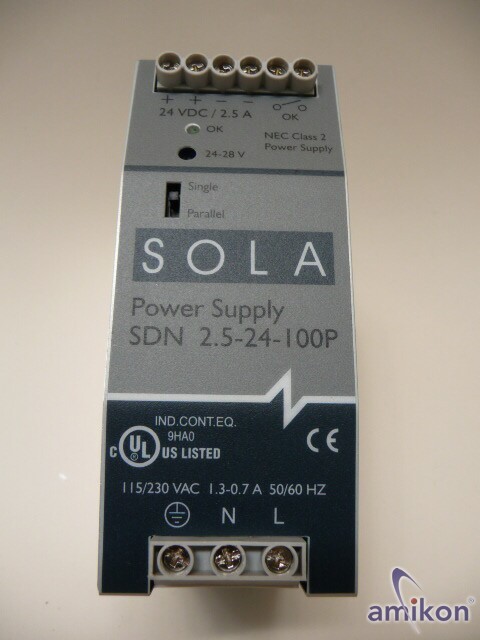 + + − −
24 VDC / 2.5 A
OK
OK
NEC Class 2
Power Supply
24-28 V
Single
Parallel
SOLA
Power Supply
SDN 2.5-24-100P
IND.CONT.EQ.
9HA0
C UL US LISTED
CE
115/230 VAC 1.3-0.7 A 50/60 HZ
N L
amikon®